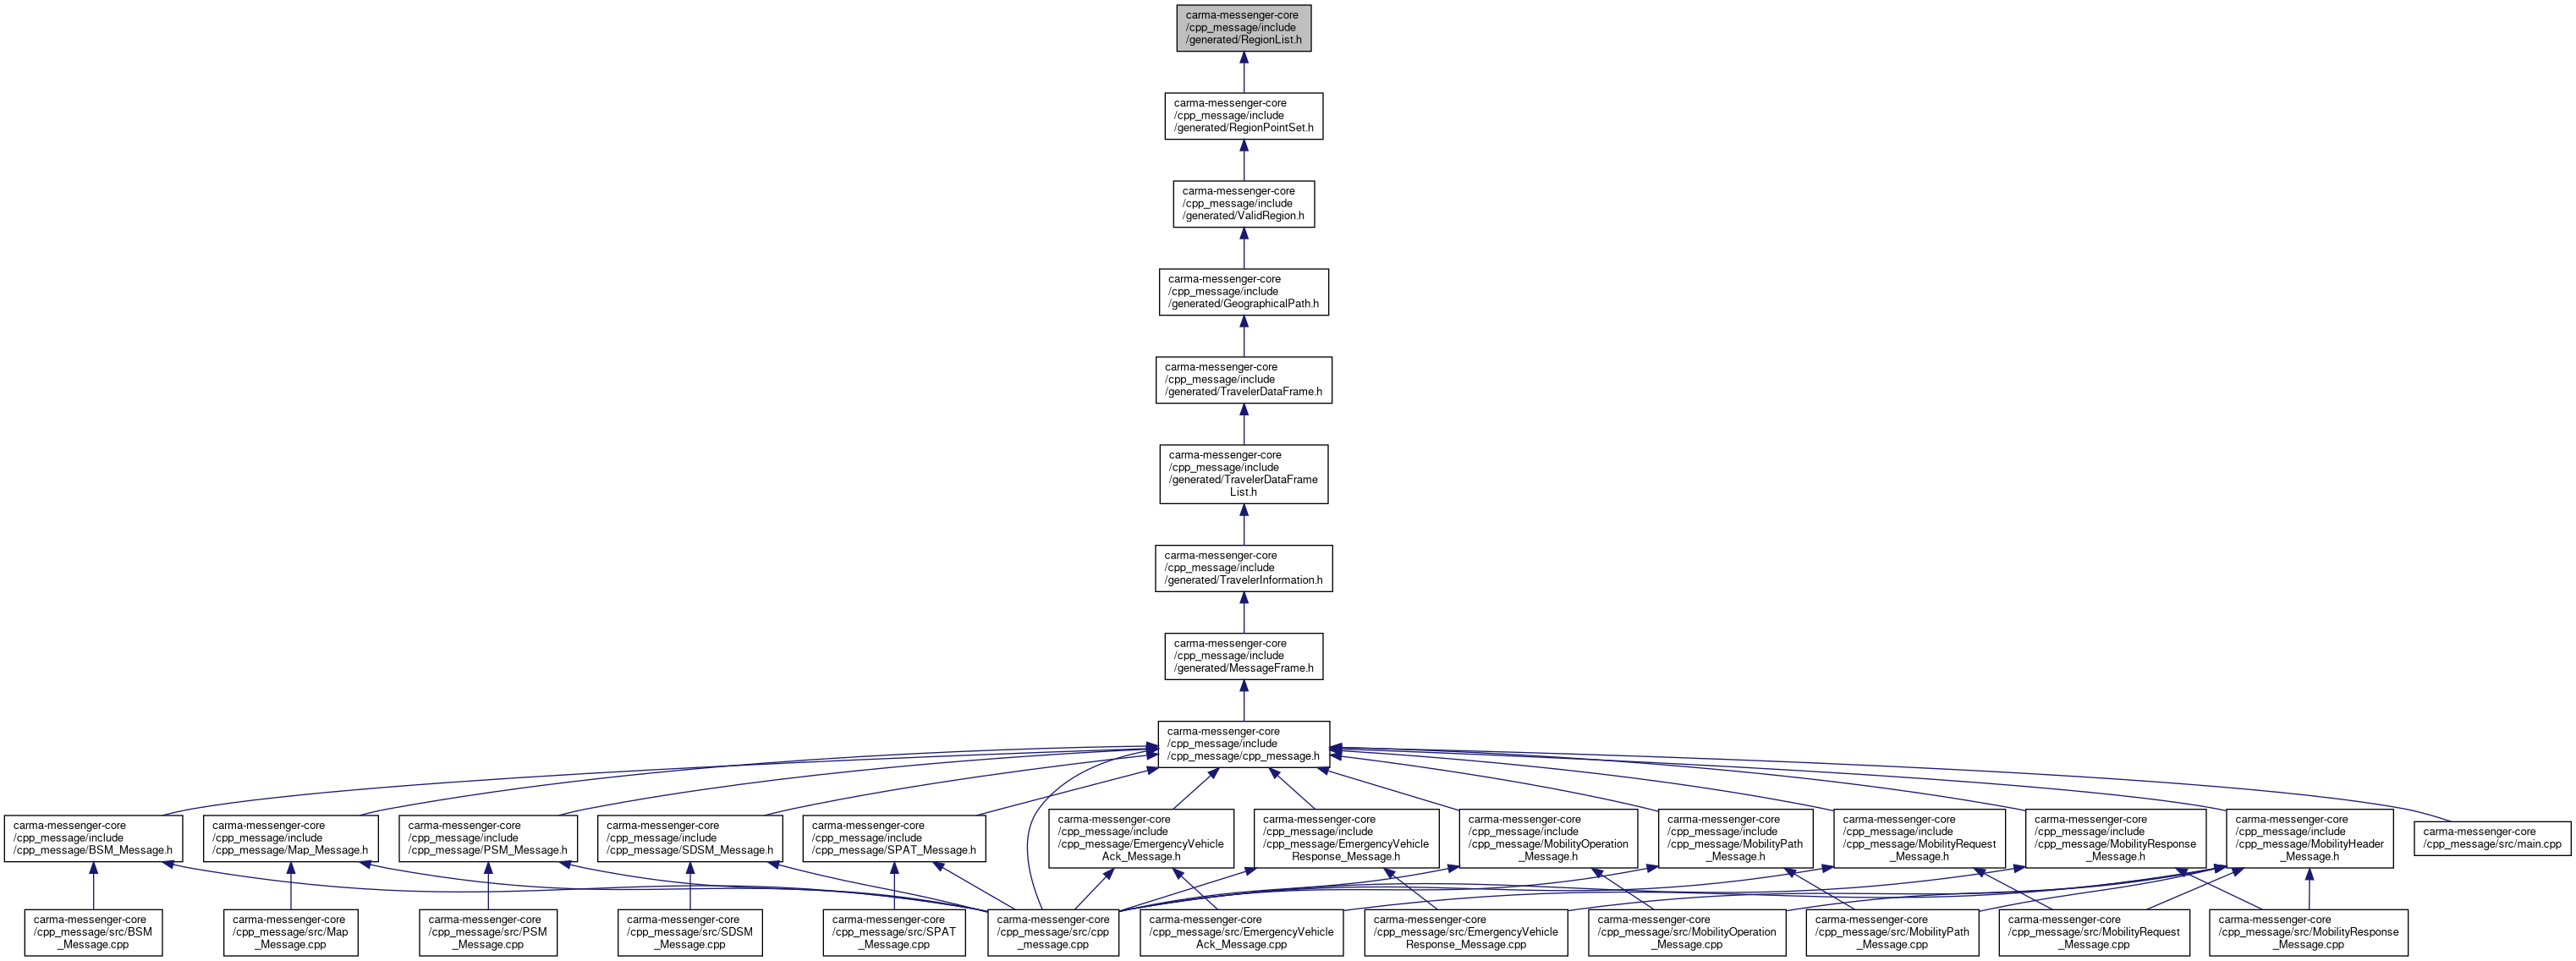 carma-messenger-core
/cpp_message/include
/generated/RegionList.h
carma-messenger-core
/cpp_message/include
/generated/RegionPointSet.h
carma-messenger-core
/cpp_message/include
/generated/ValidRegion.h
carma-messenger-core
/cpp_message/include
/generated/GeographicalPath.h
carma-messenger-core
/cpp_message/include
/generated/TravelerDataFrame.h
carma-messenger-core
/cpp_message/include
/generated/TravelerDataFrame
List.h
carma-messenger-core
/cpp_message/include
/generated/TravelerInformation.h
carma-messenger-core
/cpp_message/include
/generated/MessageFrame.h
carma-messenger-core
/cpp_message/include
/cpp_message/cpp_message.h
carma-messenger-core
/cpp_message/include
/cpp_message/BSM_Message.h
carma-messenger-core
/cpp_message/include
/cpp_message/Map_Message.h
carma-messenger-core
/cpp_message/include
/cpp_message/PSM_Message.h
carma-messenger-core
/cpp_message/include
/cpp_message/SDSM_Message.h
carma-messenger-core
/cpp_message/include
/cpp_message/SPAT_Message.h
carma-messenger-core
/cpp_message/include
/cpp_message/EmergencyVehicle
Ack_Message.h
carma-messenger-core
/cpp_message/include
/cpp_message/EmergencyVehicle
Response_Message.h
carma-messenger-core
/cpp_message/include
/cpp_message/MobilityOperation
_Message.h
carma-messenger-core
/cpp_message/include
/cpp_message/MobilityPath
_Message.h
carma-messenger-core
/cpp_message/include
/cpp_message/MobilityRequest
_Message.h
carma-messenger-core
/cpp_message/include
/cpp_message/MobilityResponse
_Message.h
carma-messenger-core
/cpp_message/include
/cpp_message/MobilityHeader
_Message.h
carma-messenger-core
/cpp_message/src/main.cpp
carma-messenger-core
/cpp_message/src/BSM
_Message.cpp
carma-messenger-core
/cpp_message/src/Map
_Message.cpp
carma-messenger-core
/cpp_message/src/PSM
_Message.cpp
carma-messenger-core
/cpp_message/src/SDSM
_Message.cpp
carma-messenger-core
/cpp_message/src/SPAT
_Message.cpp
carma-messenger-core
/cpp_message/src/cpp
_message.cpp
carma-messenger-core
/cpp_message/src/EmergencyVehicle
Ack_Message.cpp
carma-messenger-core
/cpp_message/src/EmergencyVehicle
Response_Message.cpp
carma-messenger-core
/cpp_message/src/MobilityOperation
_Message.cpp
carma-messenger-core
/cpp_message/src/MobilityPath
_Message.cpp
carma-messenger-core
/cpp_message/src/MobilityRequest
_Message.cpp
carma-messenger-core
/cpp_message/src/MobilityResponse
_Message.cpp